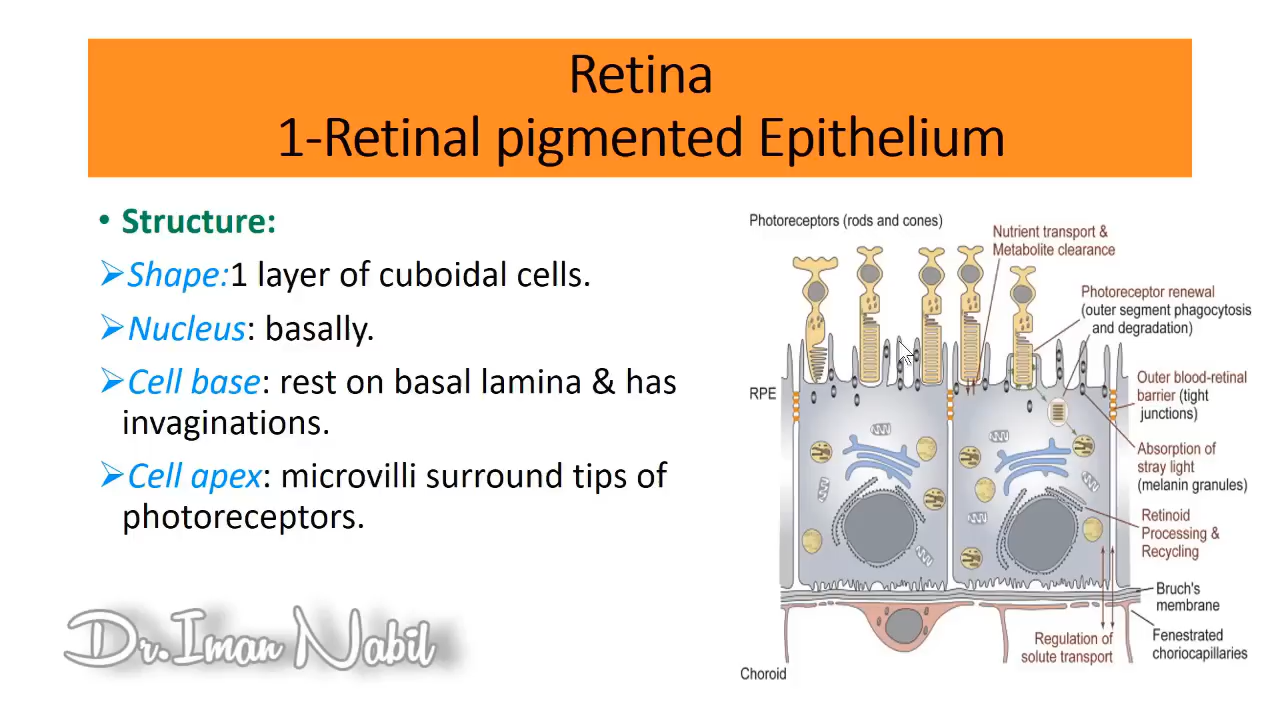 Retina
1-Retinal pigmented Epithelium
• Structure:
➢Shape:1 layer of cuboidal cells.
➢Nucleus: basally.
➢Cell base: rest on basal lamina & has
invaginations.
➢Cell apex: microvilli surround tips of
photoreceptors.
Dr.Iman Nabil
Photoreceptors (rods and cones)
Nutrient transport &
Metabolite clearance
Photoreceptor renewal
(outer segment phagocytosis
and degradation)
RPE
Outer blood-retinal
barrier (tight
junctions)
Absorption of
stray light
(melanin granules)
Retinoid
Processing &
Recycling
Bruch's
membrane
Regulation of
solute transport
Fenestrated
choriocapillaries
Choroid